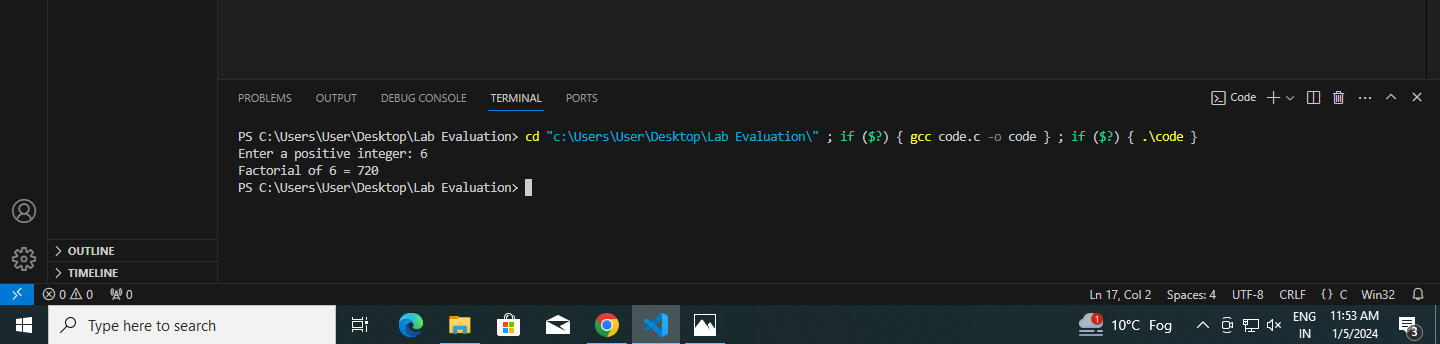 PROBLEMS OUTPUT DEBUG CONSOLE TERMINAL PORTS Code
PS C:\Users\User\Desktop\Lab Evaluation> cd "c:\Users\User\Desktop\Lab Evaluation\" ; if ($?) { gcc code.c -o code } ; if ($?) { .\code }
Enter a positive integer: 6
Factorial of 6 = 720
PS C:\Users\User\Desktop\Lab Evaluation>
OUTLINE
TIMELINE
0 0 0 Ln 17, Col 2 Spaces: 4 UTF-8 CRLF {} C Win32
Type here to search 1 10°C Fog ENG 11:53 AM
IN 1/5/2024 3